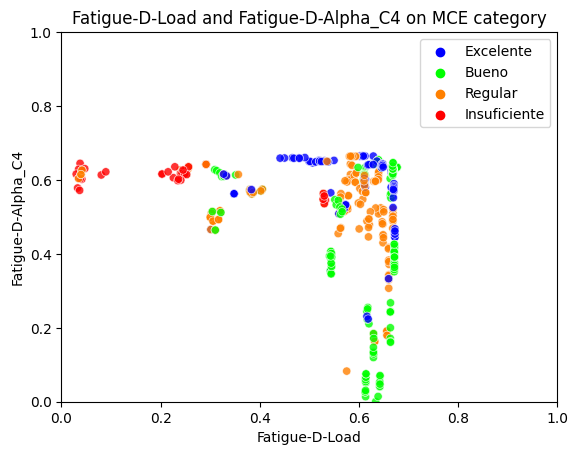 Fatigue-D-Load and Fatigue-D-Alpha_C4 on MCE category
Excelente
Bueno
Regular
Insuficiente
Fatigue-D-Alpha_C4
1.0
0.8
0.6
0.4
0.2
0.0
0.0 0.2 0.4 0.6 0.8 1.0
Fatigue-D-Load